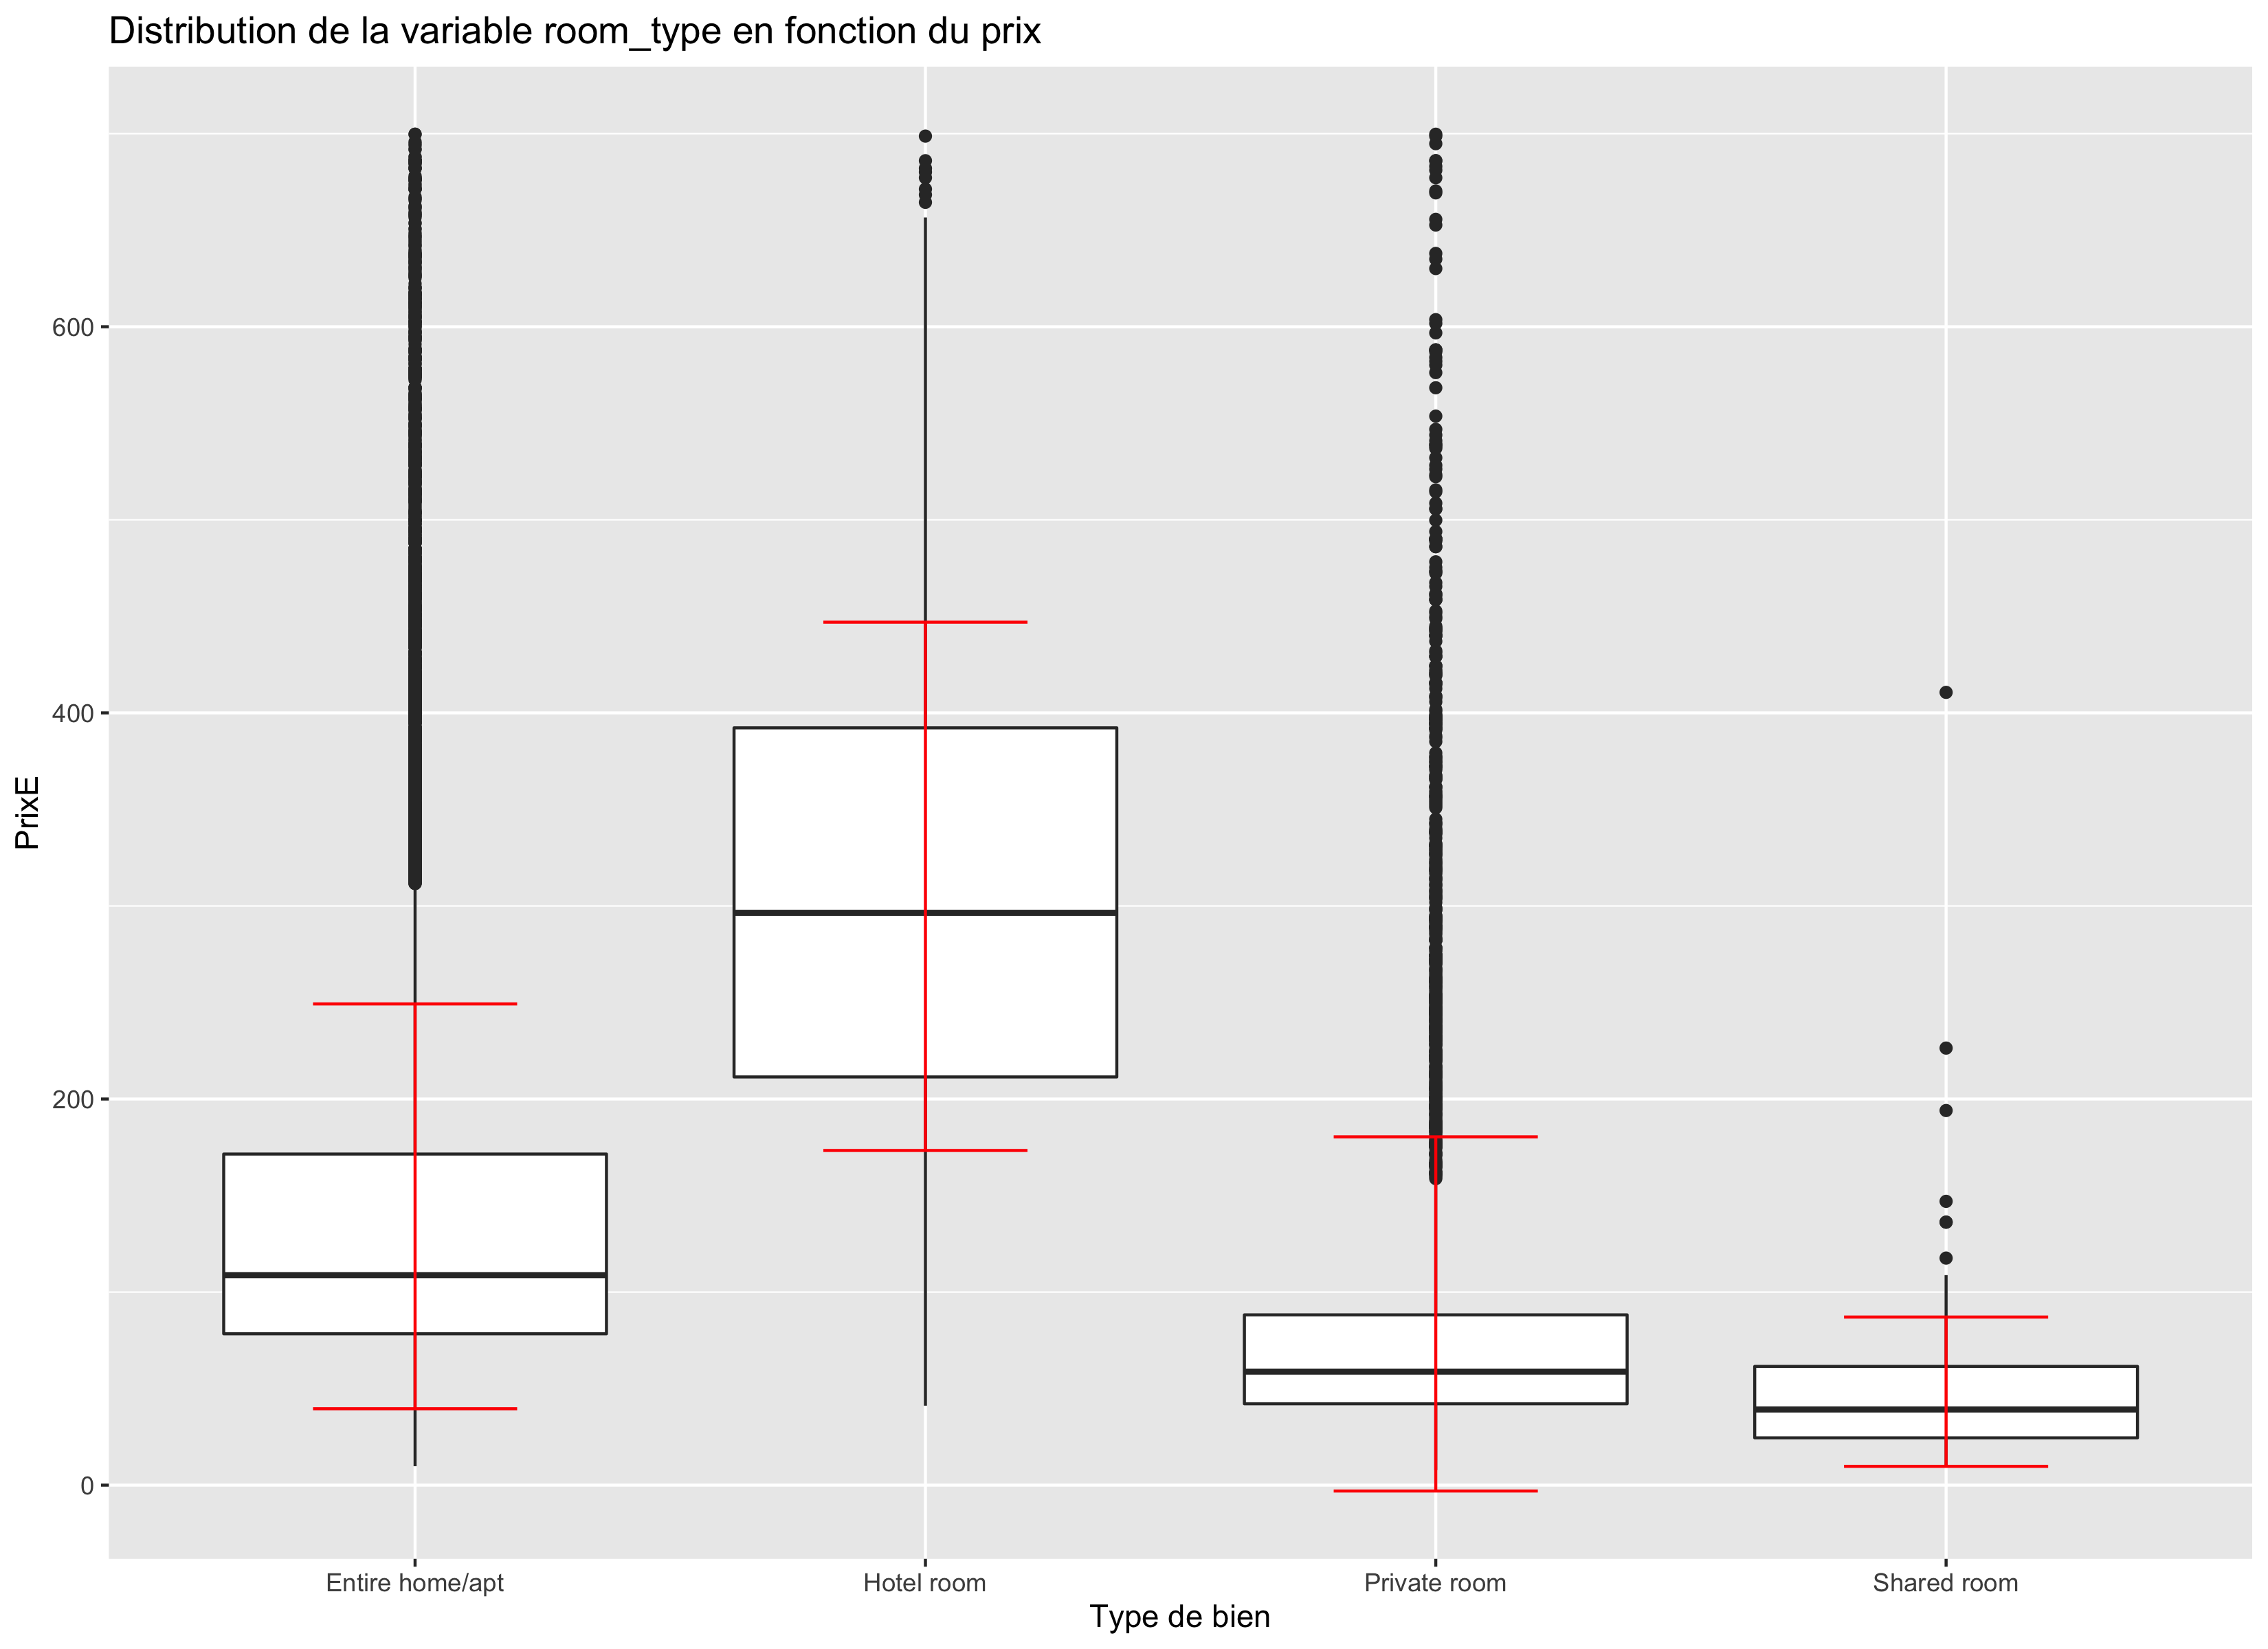 Distribution de la variable room_type en fonction du prix
PrixE
600
400
200
0
Entire home/apt
Hotel room
Private room
Shared room
Type de bien